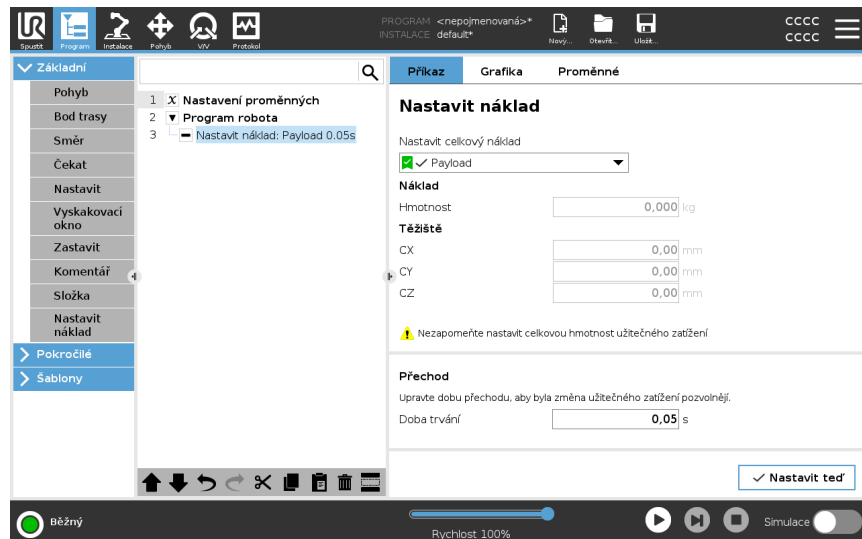 UR
PROGRAM <nepojmenovaná>*
INSTALACE default*
cccc
cccc
Spustit
Program
Instalace
Pohyb
V/V
Protokol
Nový...
Otevřít...
Uložit...
Základní
Pohyb
Bod trasy
Směr
Čekat
Nastavit
Vyskakovací
okno
Zastavit
Komentář
Složka
Nastavit
náklad
Pokročilé
Šablony
1 X Nastavení proměnných
2 Program robota
3 Nastavit náklad: Payload 0.05s
Příkaz
Grafika
Proměnné
Nastavit náklad
Nastavit celkový náklad
Payload
Náklad
Hmotnost 0,000 kg
Těžiště
CX 0,00 mm
CY 0,00 mm
CZ 0,00 mm
Nezapomeňte nastavit celkovou hmotnost užitečného zatížení
Přechod
Upravte dobu přechodu, aby byla změna užitečného zatížení pozvolnějí.
Doba trvání 0,05 s
Nastavit teď
Běžný
Rychlost 100%
Simulace